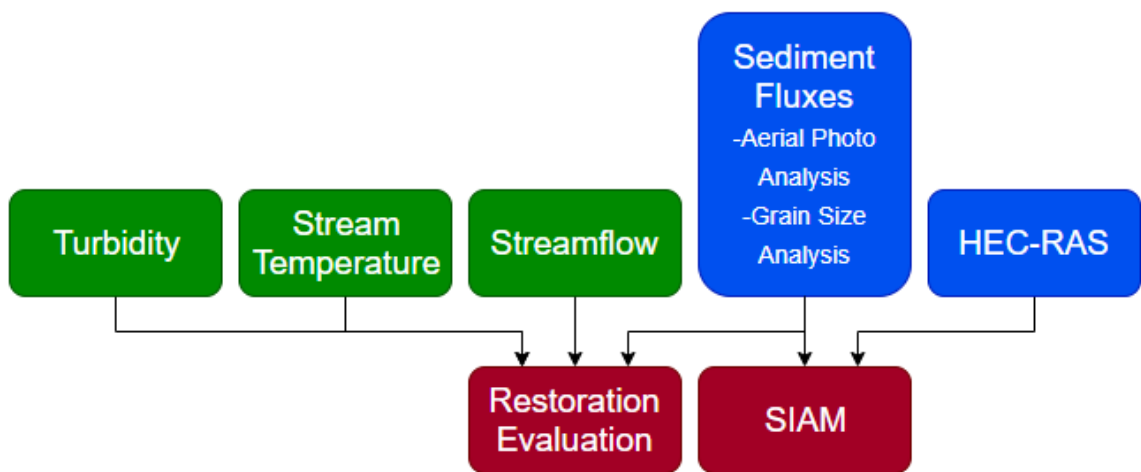 Sediment
Fluxes
-Aerial Photo
Analysis
-Grain Size
Analysis
Turbidity
Stream
Temperature
Streamflow
HEC-RAS
Restoration
Evaluation
SIAM